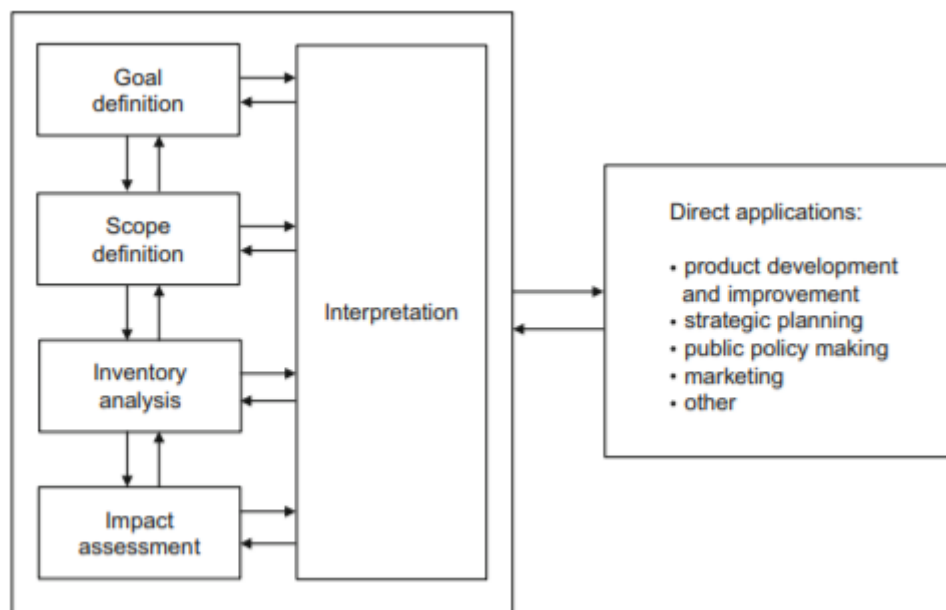 Goal
definition
Scope
definition
Inventory
analysis
Impact
assessment
Interpretation
Direct applications:
• product development
and improvement
• strategic planning
• public policy making
• marketing
• other